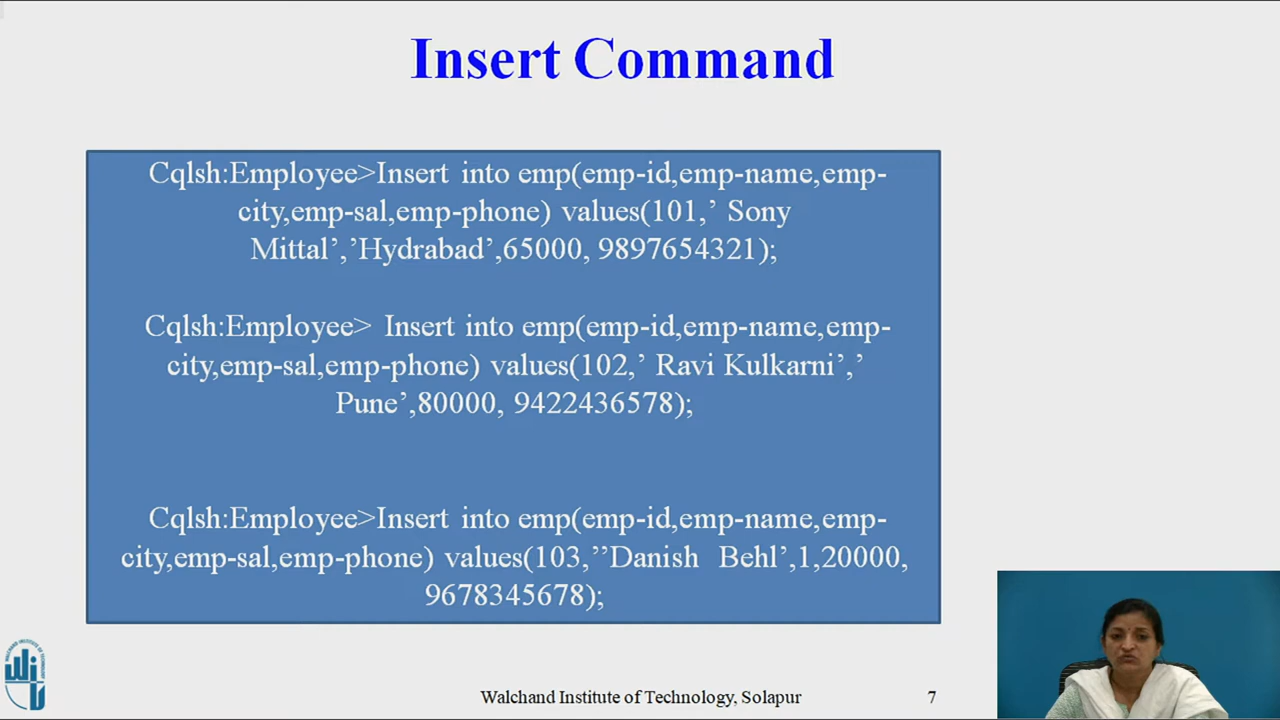 Insert Command
Cqlsh:Employee>Insert into emp(emp-id,emp-name,emp-
city,emp-sal,emp-phone) values(101,’ Sony
Mittal’,’Hydrabad’,65000, 9897654321);
Cqlsh:Employee> Insert into emp(emp-id,emp-name,emp-
city,emp-sal,emp-phone) values(102,’ Ravi Kulkarni’,’
Pune’,80000, 9422436578);
Cqlsh:Employee>Insert into emp(emp-id,emp-name,emp-
city,emp-sal,emp-phone) values(103,’’Danish Behl’,1,20000,
9678345678);
Walchand Institute of Technology, Solapur 7